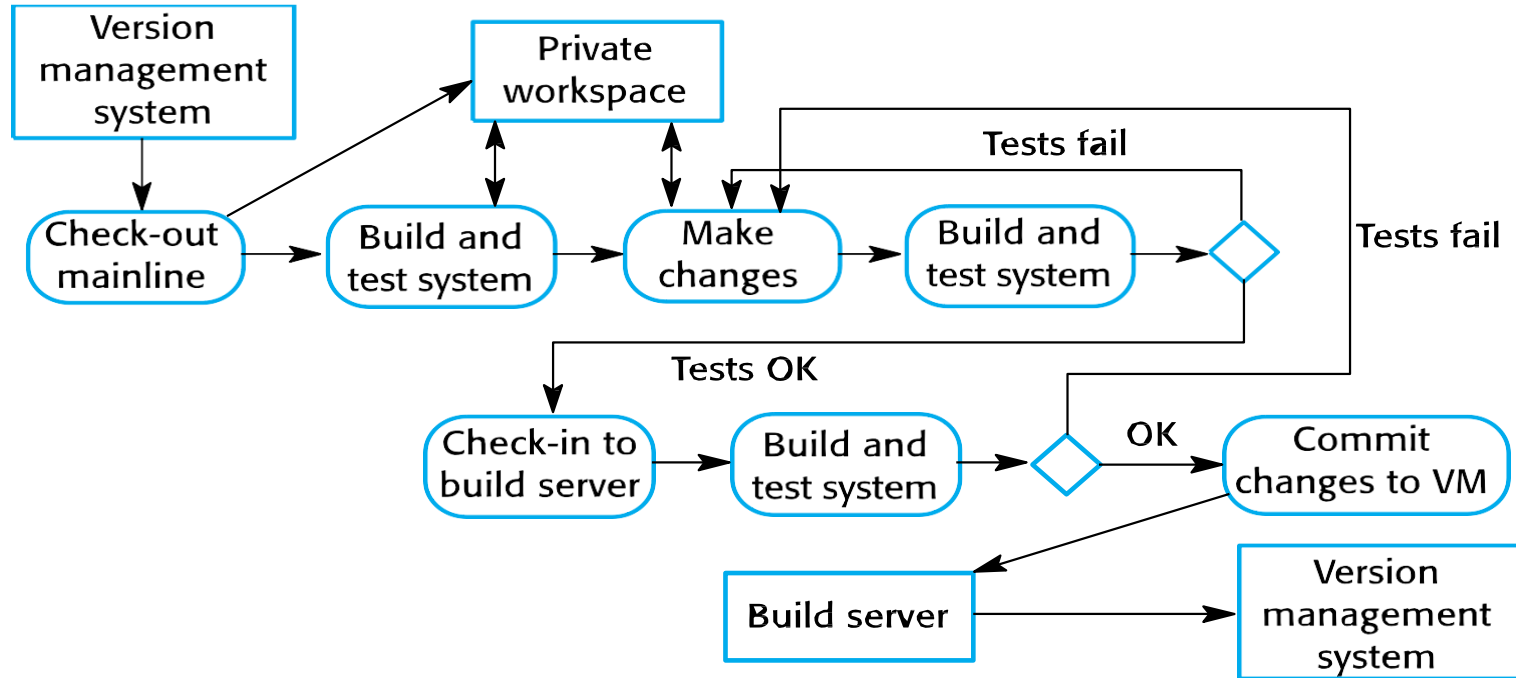 Version
management
system
Private
workspace
Tests fail
Check-out
mainline
Build and
test system
Make
changes
Build and
test system
Tests fail
Tests OK
Check-in to
build server
Build and
test system
OK
Commit
changes to VM
Build server
Version
management
system